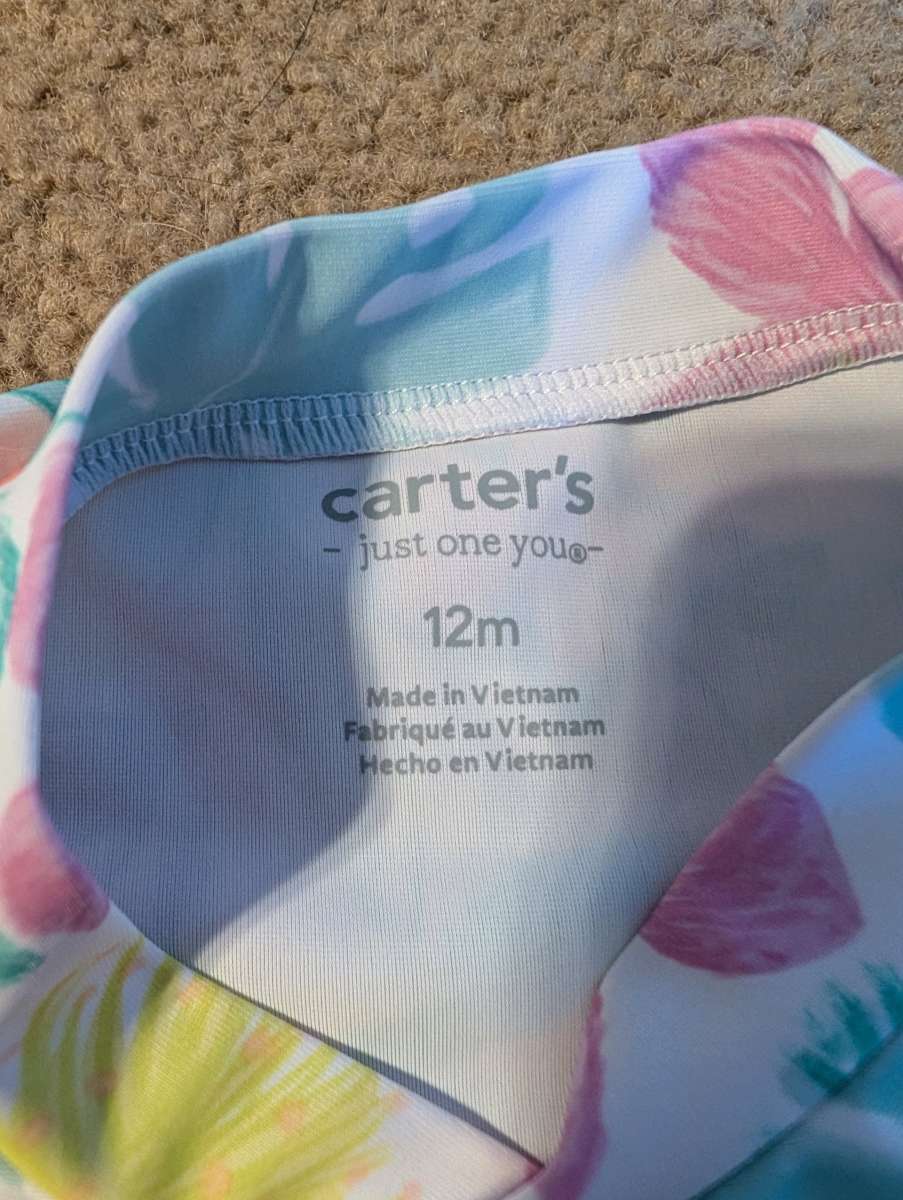 carter's
- just one you®-
12m
Made in Vietnam
Fabriqué au Vietnam
Hecho en Vietnam